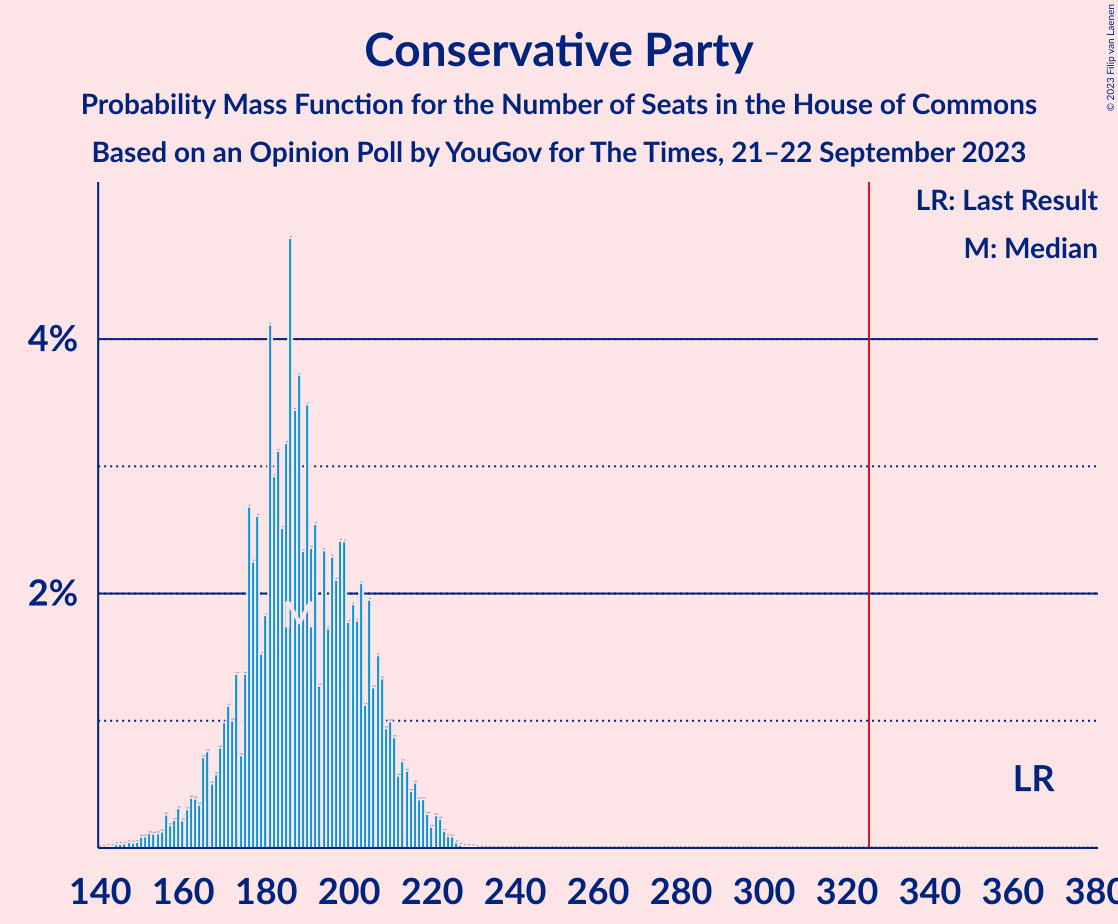 Conservative Party
Probability Mass Function for the Number of Seats in the House of Commons
Based on an Opinion Poll by YouGov for The Times, 21–22 September 2023
© 2023 Filip van Laenen
LR: Last Result
M: Median
4%
2%
M
LR
140 160 180 200 220 240 260 280 300 320 340 360 380